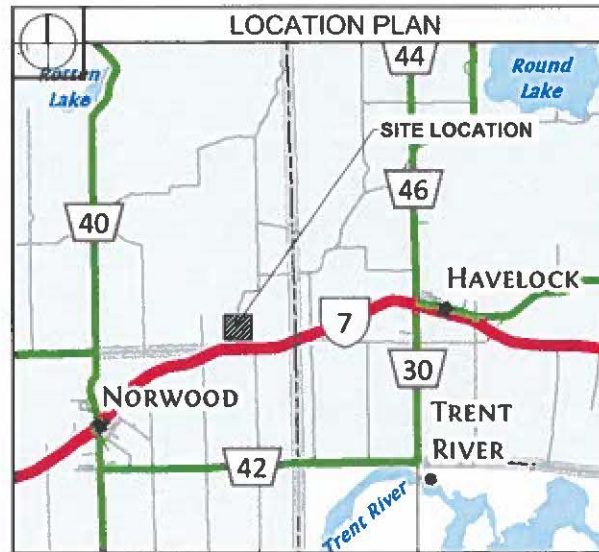 LOCATION PLAN
44
Rotten
Lake
Round
Lake
SITE LOCATION
46
40
HAVELOCK
7
30
NORWOOD
TRENT
RIVER
42
Trent River